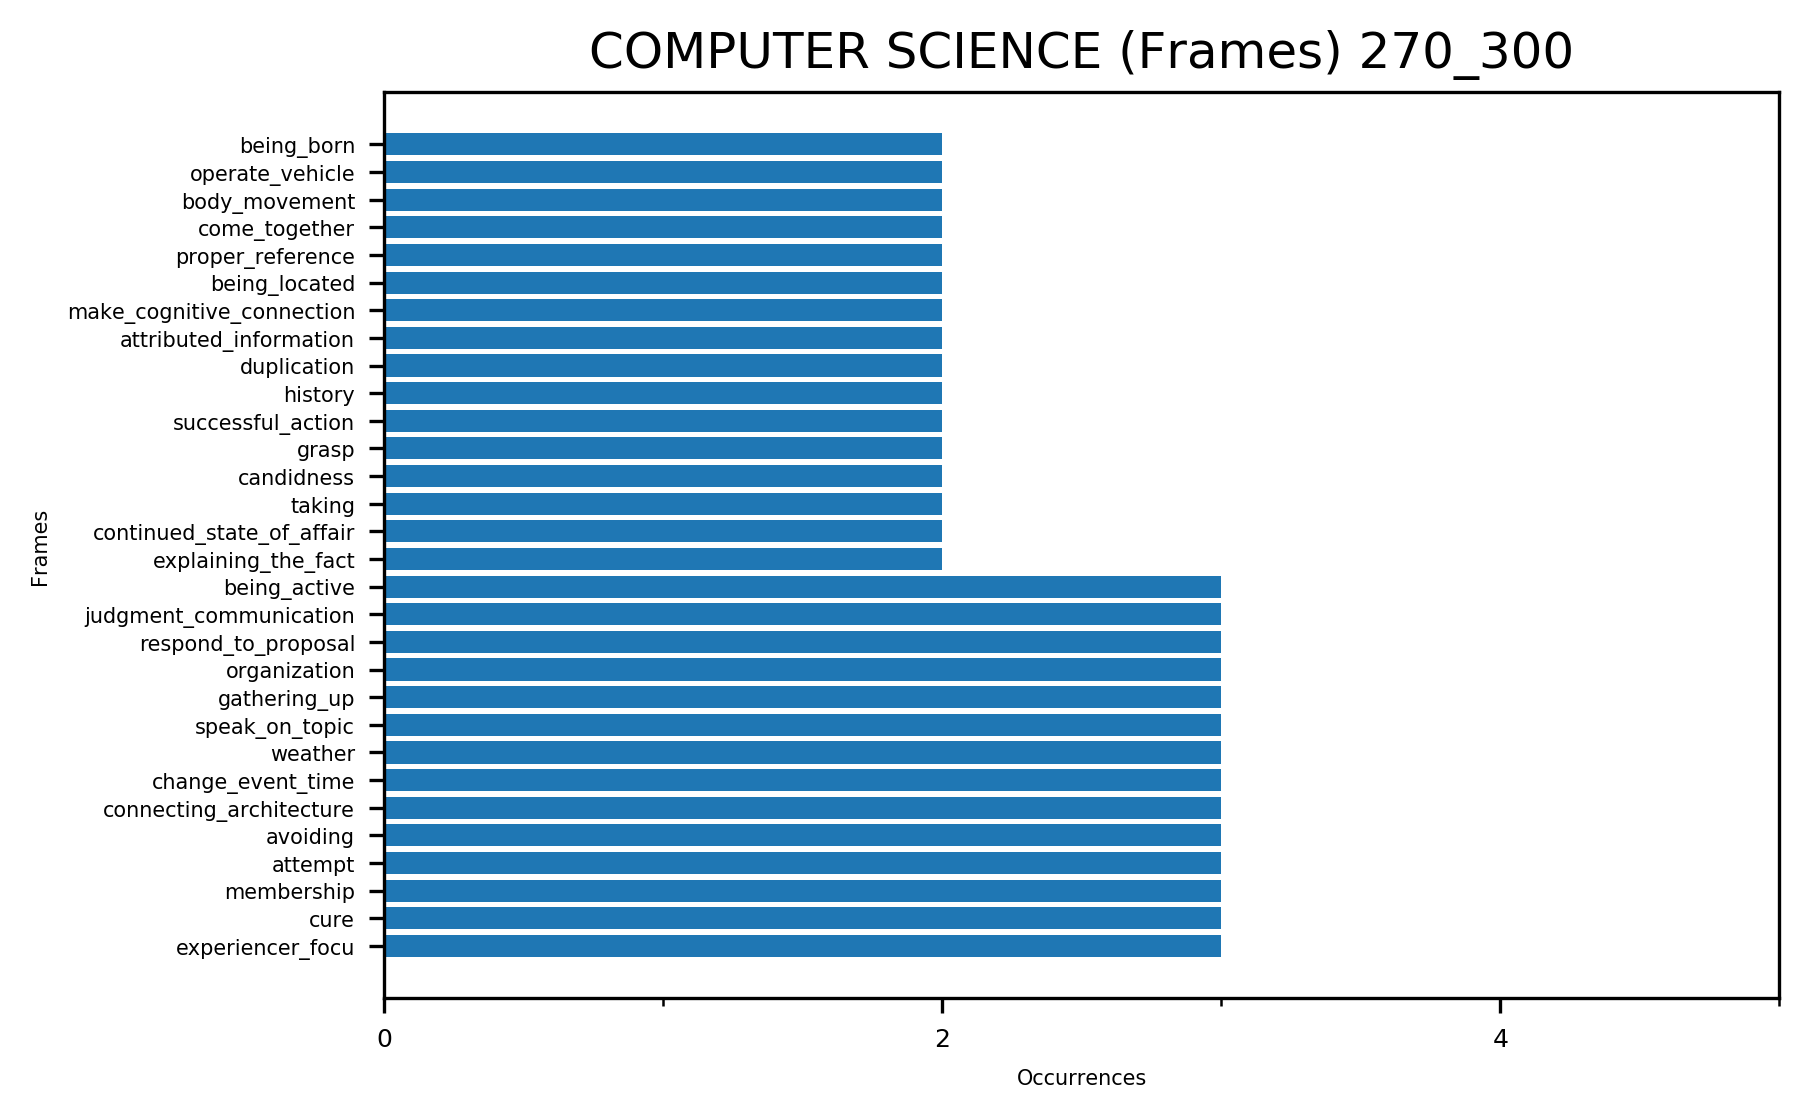 COMPUTER SCIENCE (Frames) 270_300
being_born
operate_vehicle
body_movement
come_together
proper_reference
being_located
make_cognitive_connection
attributed_information
duplication
history
successful_action
grasp
candidness
taking
continued_state_of_affair
explaining_the_fact
being_active
judgment_communication
respond_to_proposal
organization
gathering_up
speak_on_topic
weather
change_event_time
connecting_architecture
avoiding
attempt
membership
cure
experiencer_focu
Frames
0 2 4
Occurrences